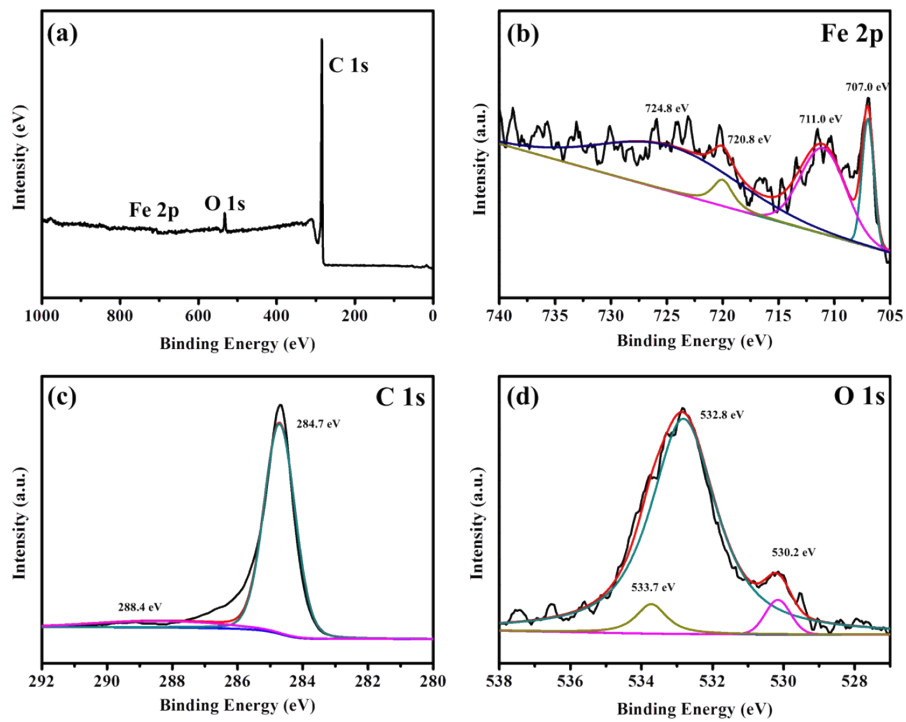 (a)
C 1s
Fe 2p
O 1s
Intensity (eV)
1000 800 600 400 200 0
Binding Energy (eV)
(b)
Fe 2p
707.0 eV
724.8 eV
711.0 eV
720.8 eV
Intensity (a.u.)
740 735 730 725 720 715 710 705
Binding Energy (eV)
(c)
C 1s
284.7 eV
288.4 eV
Intensity (a.u.)
292 290 288 286 284 282 280
Binding Energy (eV)
(d)
O 1s
532.8 eV
530.2 eV
533.7 eV
Intensity (a.u.)
538 536 534 532 530 528
Binding Energy (eV)